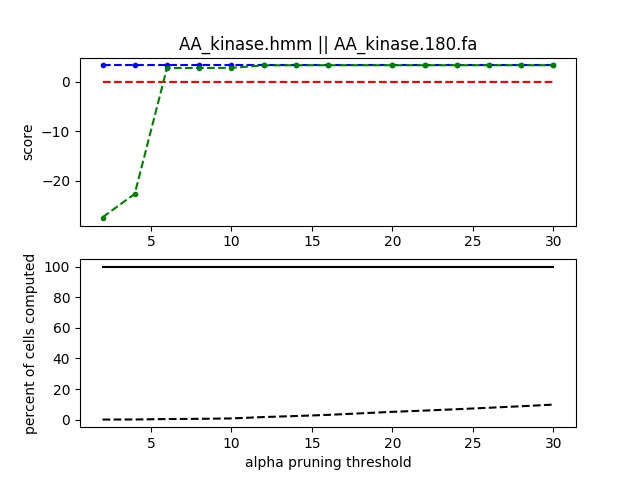 AA_kinase.hmm || AA_kinase.180.fa
score
0
−10
−20
5 10 15 20 25 30
percent of cells computed
100
80
60
40
20
0
5 10 15 20 25 30
alpha pruning threshold